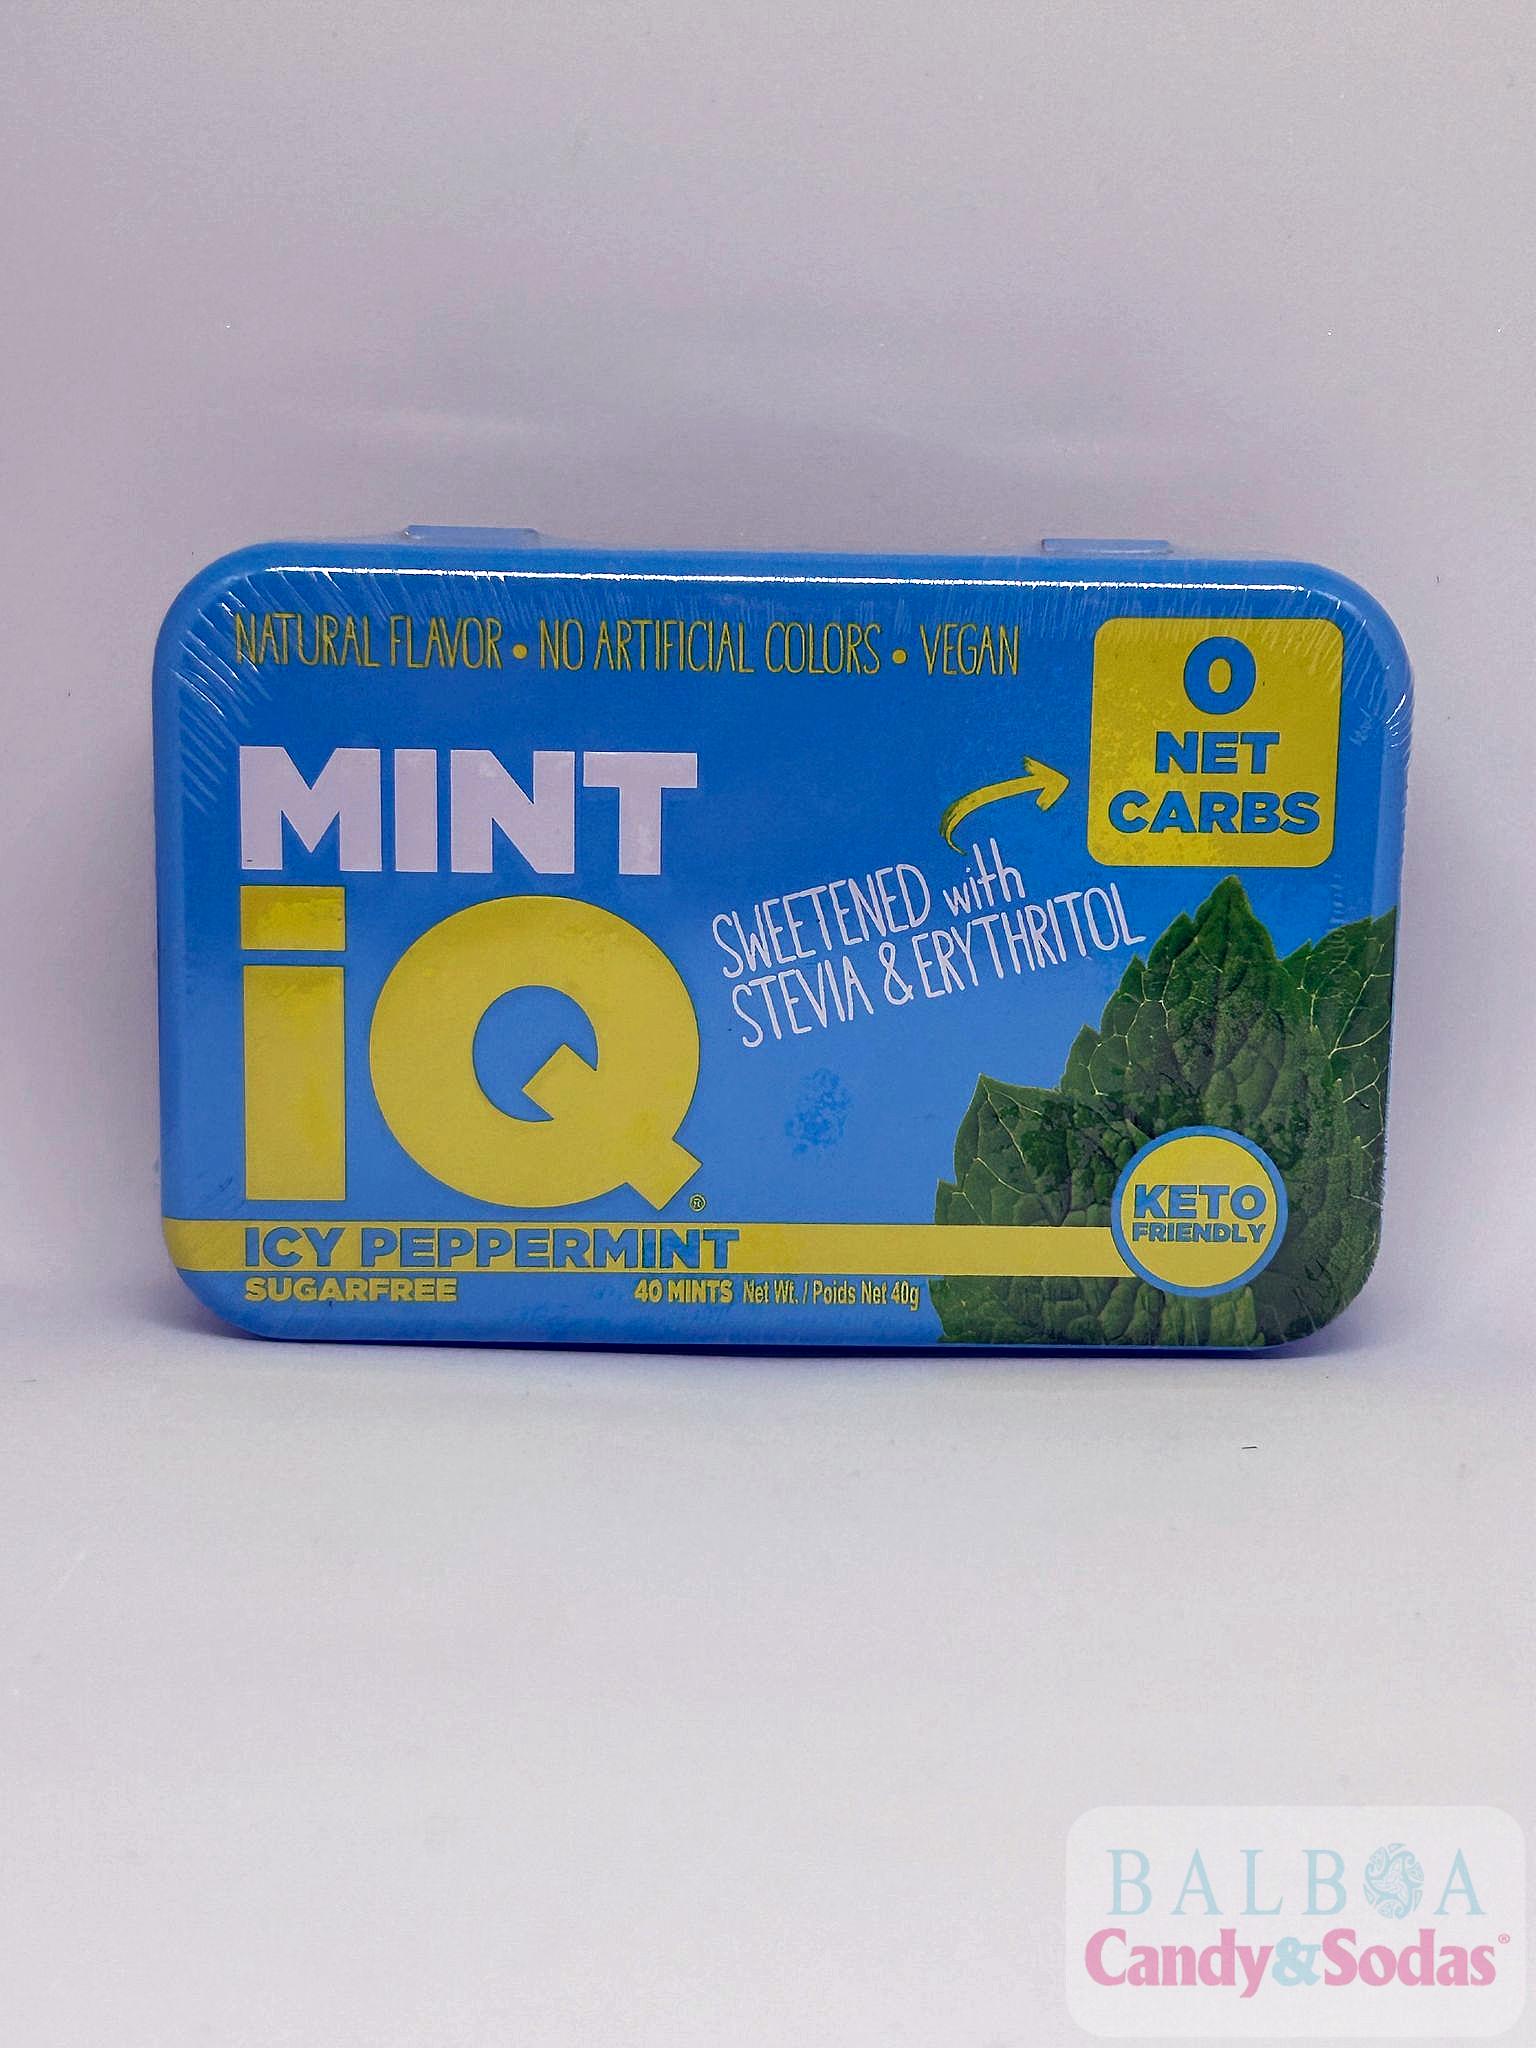 NATURAL FLAVOR • NO ARTIFICIAL COLORS • VEGAN
0
NET
CARBS
MINT
iQ®
SWEETENED with
STEVIA & ERYTHRITOL
KETO
FRIENDLY
ICY PEPPERMINT
SUGARFREE 40 MINTS Net Wt. / Poids Net 40g
BALBOA
Candy&Sodas®